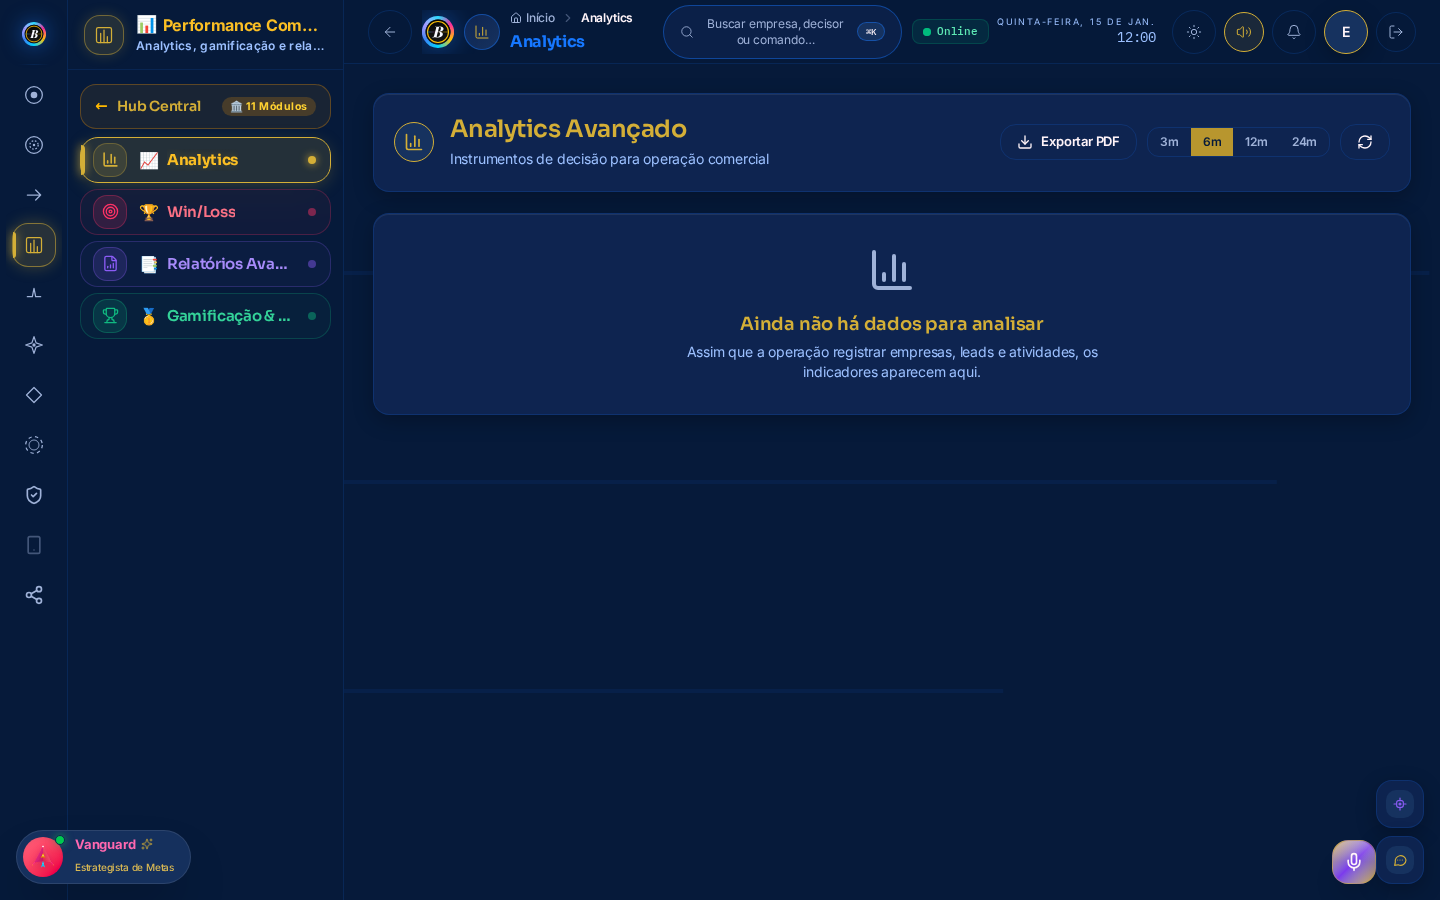 📊 Performance Com...
Analytics, gamificação e rela...
← Hub Central
🏛️ 11 Módulos
📈 Analytics
🏆 Win/Loss
📑 Relatórios Ava...
🥇 Gamificação & ...
Vanguard
Estrategista de Metas
B
B
Início > Analytics
Analytics
Buscar empresa, decisor
ou comando...
⌘K
Online
QUINTA-FEIRA, 15 DE JAN.
12:00
E
Analytics Avançado
Instrumentos de decisão para operação comercial
Exportar PDF
3m 6m 12m 24m
Ainda não há dados para analisar
Assim que a operação registrar empresas, leads e atividades, os
indicadores aparecem aqui.